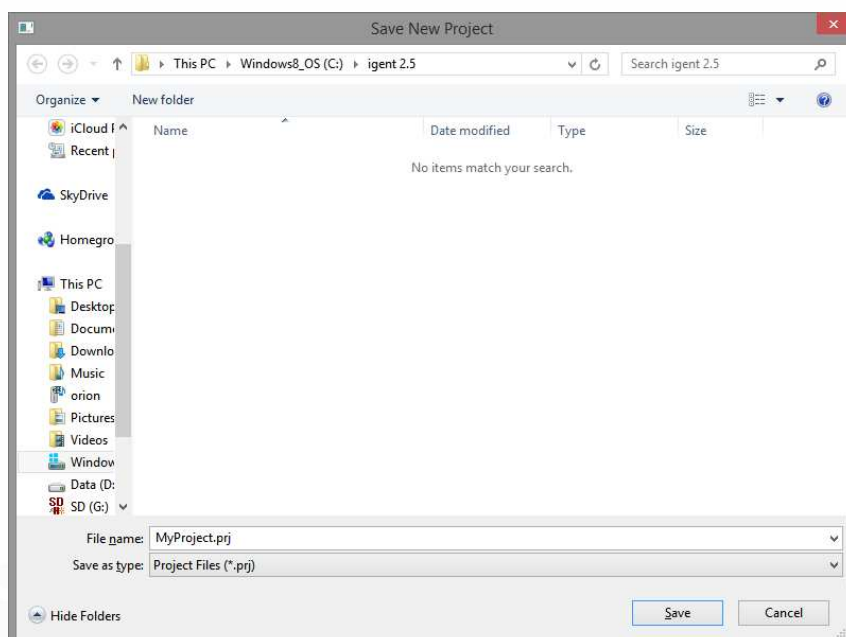 Save New Project
This PC Windows8_OS (C:) igent 2.5
Search igent 2.5
Organize New folder
Name Date modified Type Size
No items match your search.
iCloud
Recent
SkyDrive
Homegro
This PC
Desktop
Docum
Downlo
Music
orion
Pictures
Videos
Window
Data (D:
SD (G:)
File name: MyProject.prj
Save as type: Project Files (*.prj)
Hide Folders
Save Cancel